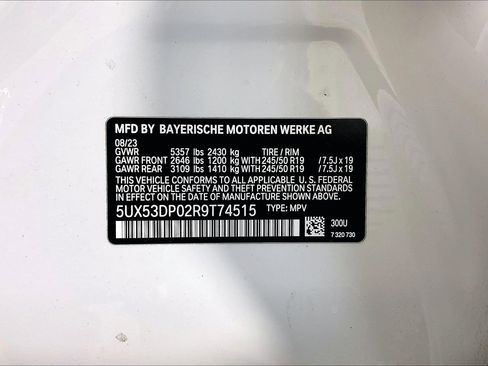 MFD BY BAYERISCHE MOTOREN WERKE AG
08/23
GVWR 5357 lbs 2430 kg TIRE / RIM
GAWR FRONT 2646 lbs 1200 kg WITH 245/50 R19 /7.5J x 19
GAWR REAR 3109 lbs 1410 kg WITH 245/50 R19 /7.5J x 19
THIS VEHICLE CONFORMS TO ALL APPLICABLE U. S. FEDERAL
MOTOR VEHICLE SAFETY AND THEFT PREVENTION STANDARDS
IN EFFECT ON THE DATE OF MANUFACTURE SHOWN ABOVE.
5UX53DP02R9T74515 TYPE: MPV
300U
7 320 730